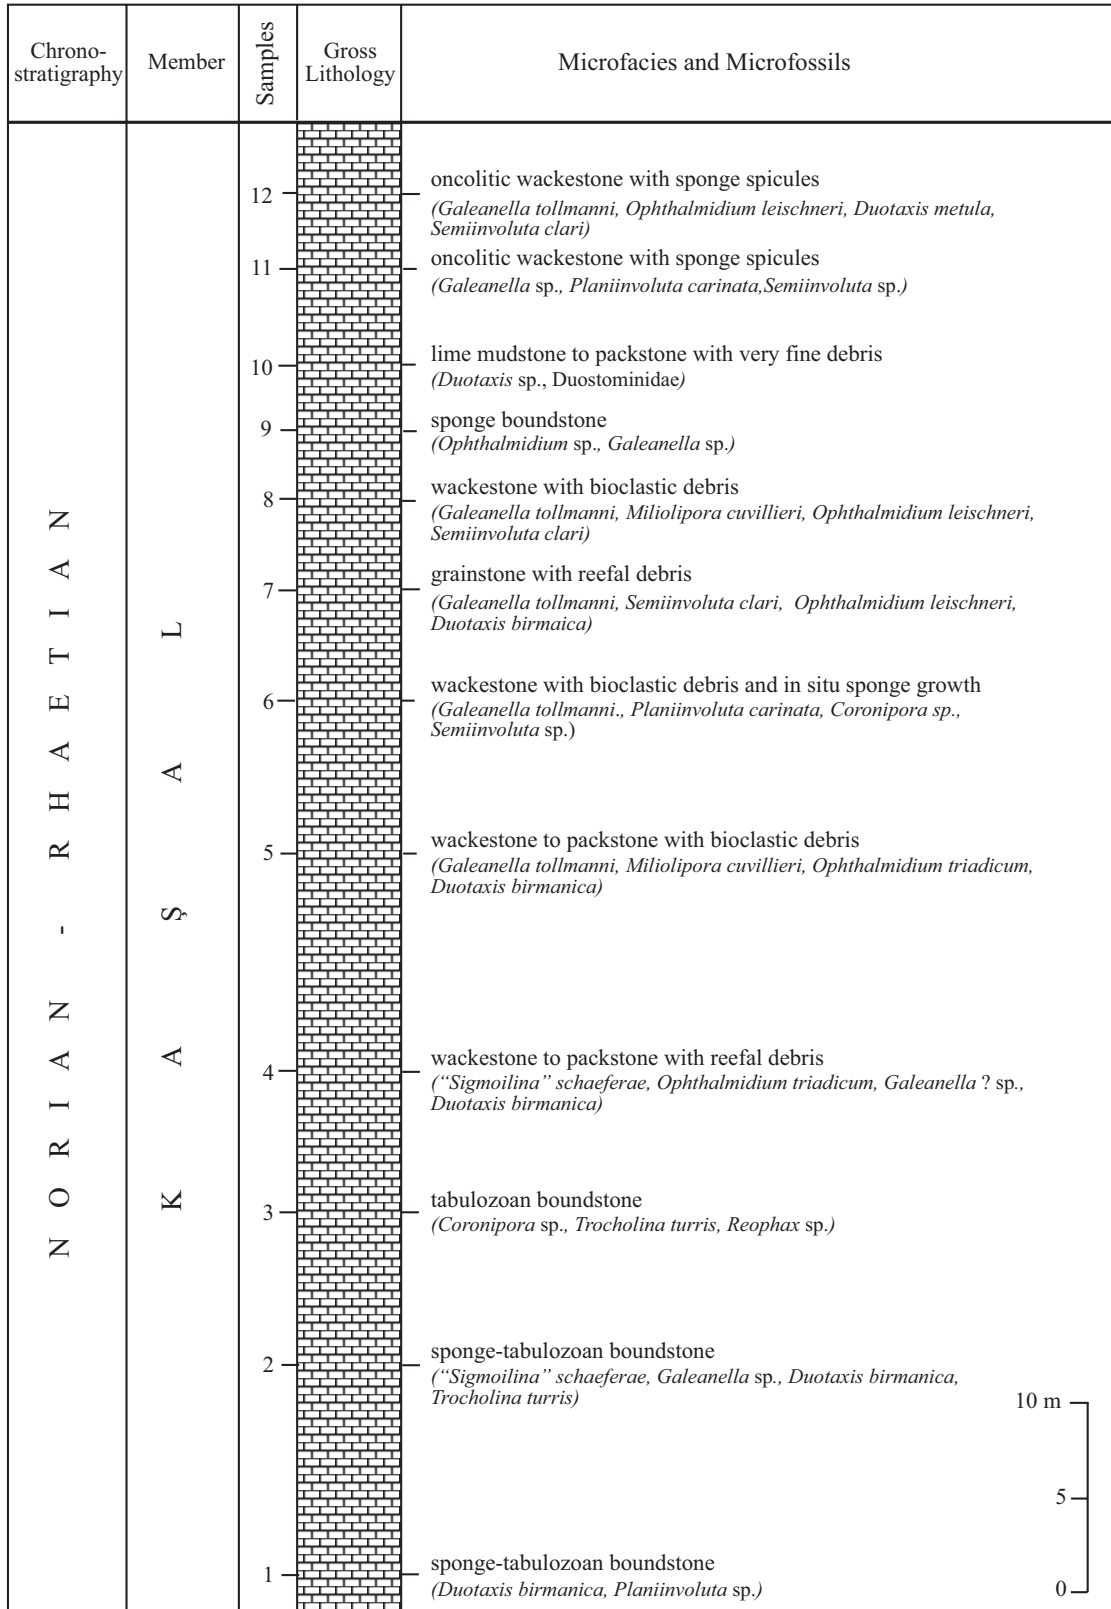 Chrono-
stratigraphy
Member
Samples
Gross
Lithology
Microfacies and Microfossils
NORIAN - RHAETIAN
KAŞAL
12
oncolitic wackestone with sponge spicules
(Galeanella tollmanni, Ophthalmidium leischneri, Duotaxis metula,
Semiinvoluta clari)
11
oncolitic wackestone with sponge spicules
(Galeanella sp., Planiinvoluta carinata,Semiinvoluta sp.)
10
lime mudstone to packstone with very fine debris
(Duotaxis sp., Duostominidae)
9
sponge boundstone
(Ophthalmidium sp., Galeanella sp.)
8
wackestone with bioclastic debris
(Galeanella tollmanni, Miliolipora cuvillieri, Ophthalmidium leischneri,
Semiinvoluta clari)
7
grainstone with reefal debris
(Galeanella tollmanni, Semiinvoluta clari, Ophthalmidium leischneri,
Duotaxis birmaica)
6
wackestone with bioclastic debris and in situ sponge growth
(Galeanella tollmanni., Planiinvoluta carinata, Coronipora sp.,
Semiinvoluta sp.)
5
wackestone to packstone with bioclastic debris
(Galeanella tollmanni, Miliolipora cuvillieri, Ophthalmidium triadicum,
Duotaxis birmanica)
4
wackestone to packstone with reefal debris
(“Sigmoilina” schaeferae, Ophthalmidium triadicum, Galeanella ? sp.,
Duotaxis birmanica)
3
tabulozoan boundstone
(Coronipora sp., Trocholina turris, Reophax sp.)
2
sponge-tabulozoan boundstone
(“Sigmoilina” schaeferae, Galeanella sp., Duotaxis birmanica,
Trocholina turris)
1
sponge-tabulozoan boundstone
(Duotaxis birmanica, Planiinvoluta sp.)
10 m
5
0